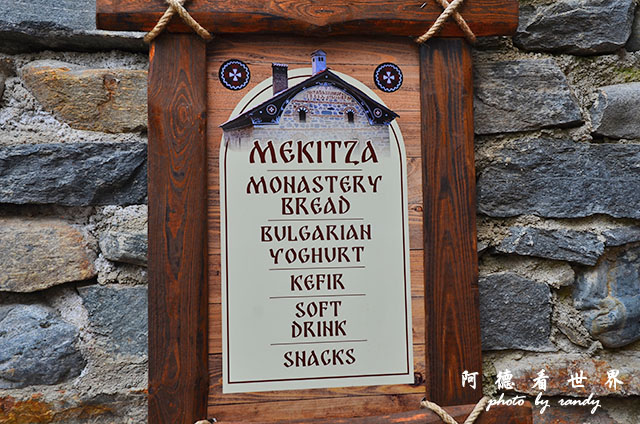 MEKITZA
MONASTERY
BREAD
BULGARIAN
YOGHURT
KEFIR
SOFT
DRINK
SNACKS
阿德看世界
photo by randy